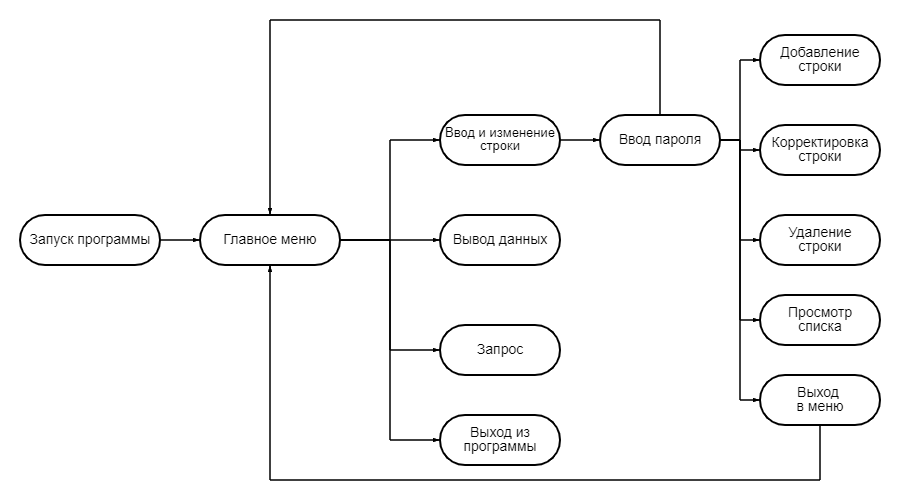 Запуск программы
Главное меню
Ввод и изменение
строки
Вывод данных
Запрос
Выход из
программы
Ввод пароля
Добавление
строки
Корректировка
строки
Удаление
строки
Просмотр
списка
Выход
в меню